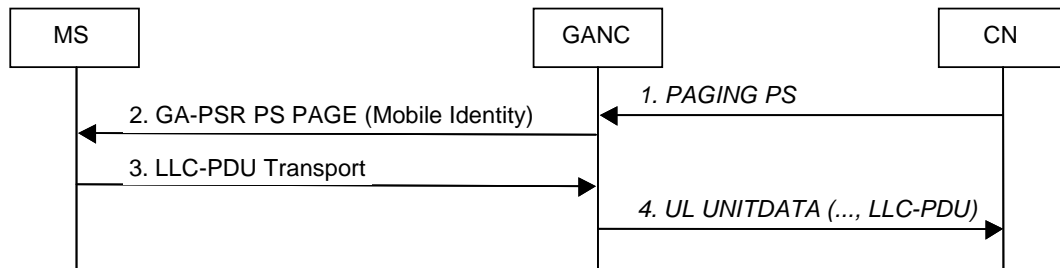 MS GANC CN
1. PAGING PS
2. GA-PSR PS PAGE (Mobile Identity)
3. LLC-PDU Transport
4. UL UNITDATA (..., LLC-PDU)